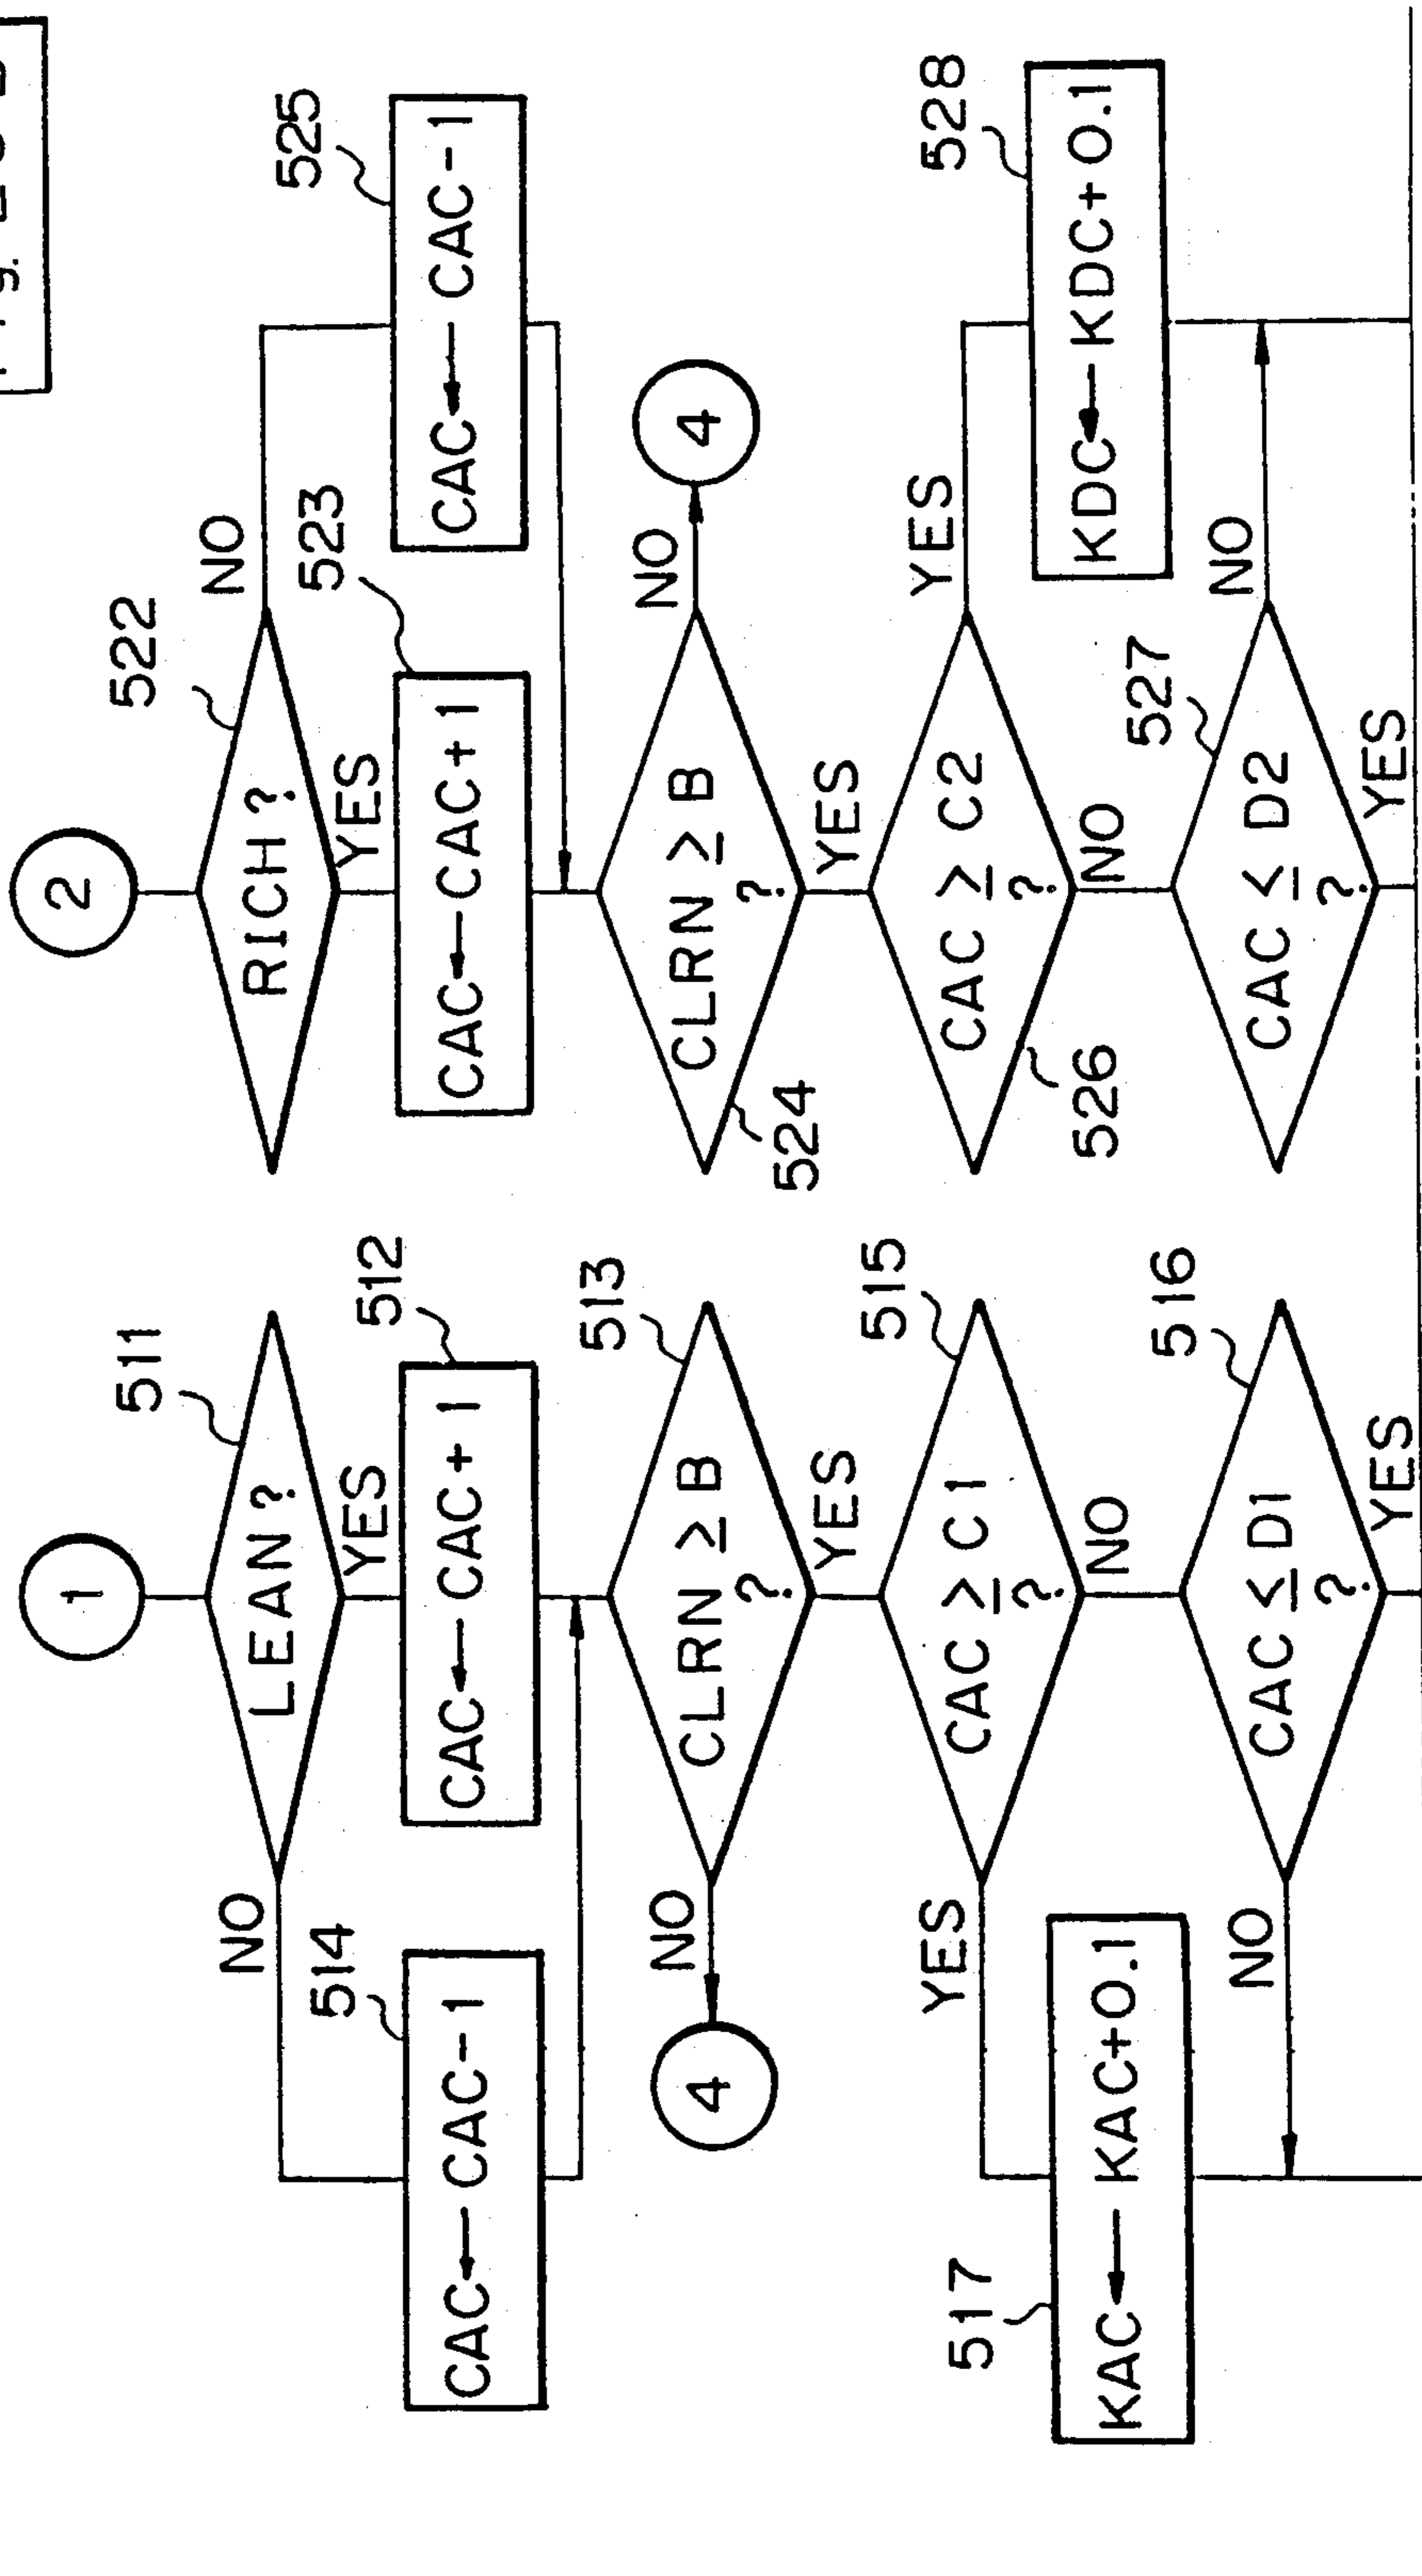 1
511
LEAN ?
NO
YES
514
512
CAC ← CAC - 1
CAC ← CAC + 1
513
CLRN ≥ B
?
NO
4
YES
515
CAC ≥ C1
?
YES
NO
517
KAC ← KAC+0.1
516
CAC ≤ D1
?
NO
YES
2
522
RICH ?
NO
YES
523
525
CAC ← CAC + 1
CAC ← CAC - 1
524
CLRN ≥ B
?
NO
4
YES
526
CAC ≥ C2
?
YES
NO
528
KDC ← KDC + 0.1
527
CAC ≤ D2
?
NO
YES